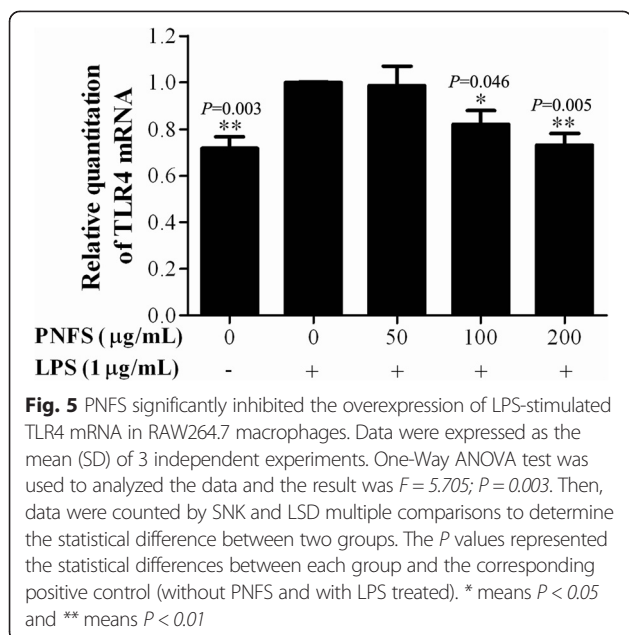 1.2
1.0
0.8
0.6
0.4
0.2
0.0
Relative quantitation
of TLR4 mRNA
P=0.003
**
P=0.046
*
P=0.005
**
PNFS ( μg/mL) 0 0 50 100 200
LPS (1 μg/mL) - + + + +
Fig. 5 PNFS significantly inhibited the overexpression of LPS-stimulated
TLR4 mRNA in RAW264.7 macrophages. Data were expressed as the
mean (SD) of 3 independent experiments. One-Way ANOVA test was
used to analyzed the data and the result was F = 5.705; P = 0.003. Then,
data were counted by SNK and LSD multiple comparisons to determine
the statistical difference between two groups. The P values represented
the statistical differences between each group and the corresponding
positive control (without PNFS and with LPS treated). * means P < 0.05
and ** means P < 0.01